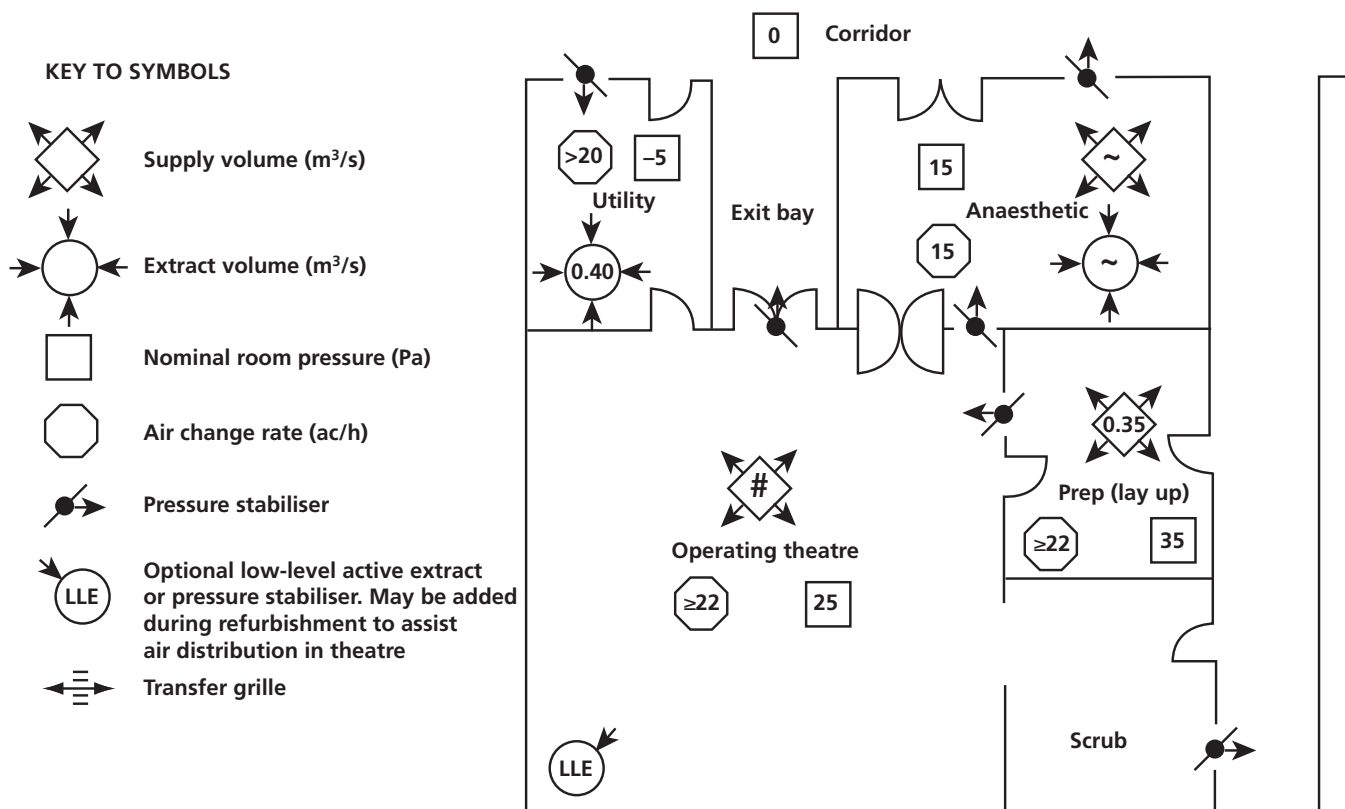 KEY TO SYMBOLS
Supply volume (m³/s)
Extract volume (m³/s)
Nominal room pressure (Pa)
Air change rate (ac/h)
Pressure stabiliser
LLE
Optional low-level active extract
or pressure stabiliser. May be added
during refurbishment to assist
air distribution in theatre
Transfer grille
0
Corridor
>20
–5
Utility
0.40
Exit bay
15
~
Anaesthetic
15
~
0.35
Prep (lay up)
≥22
35
#
Operating theatre
≥22
25
Scrub
LLE